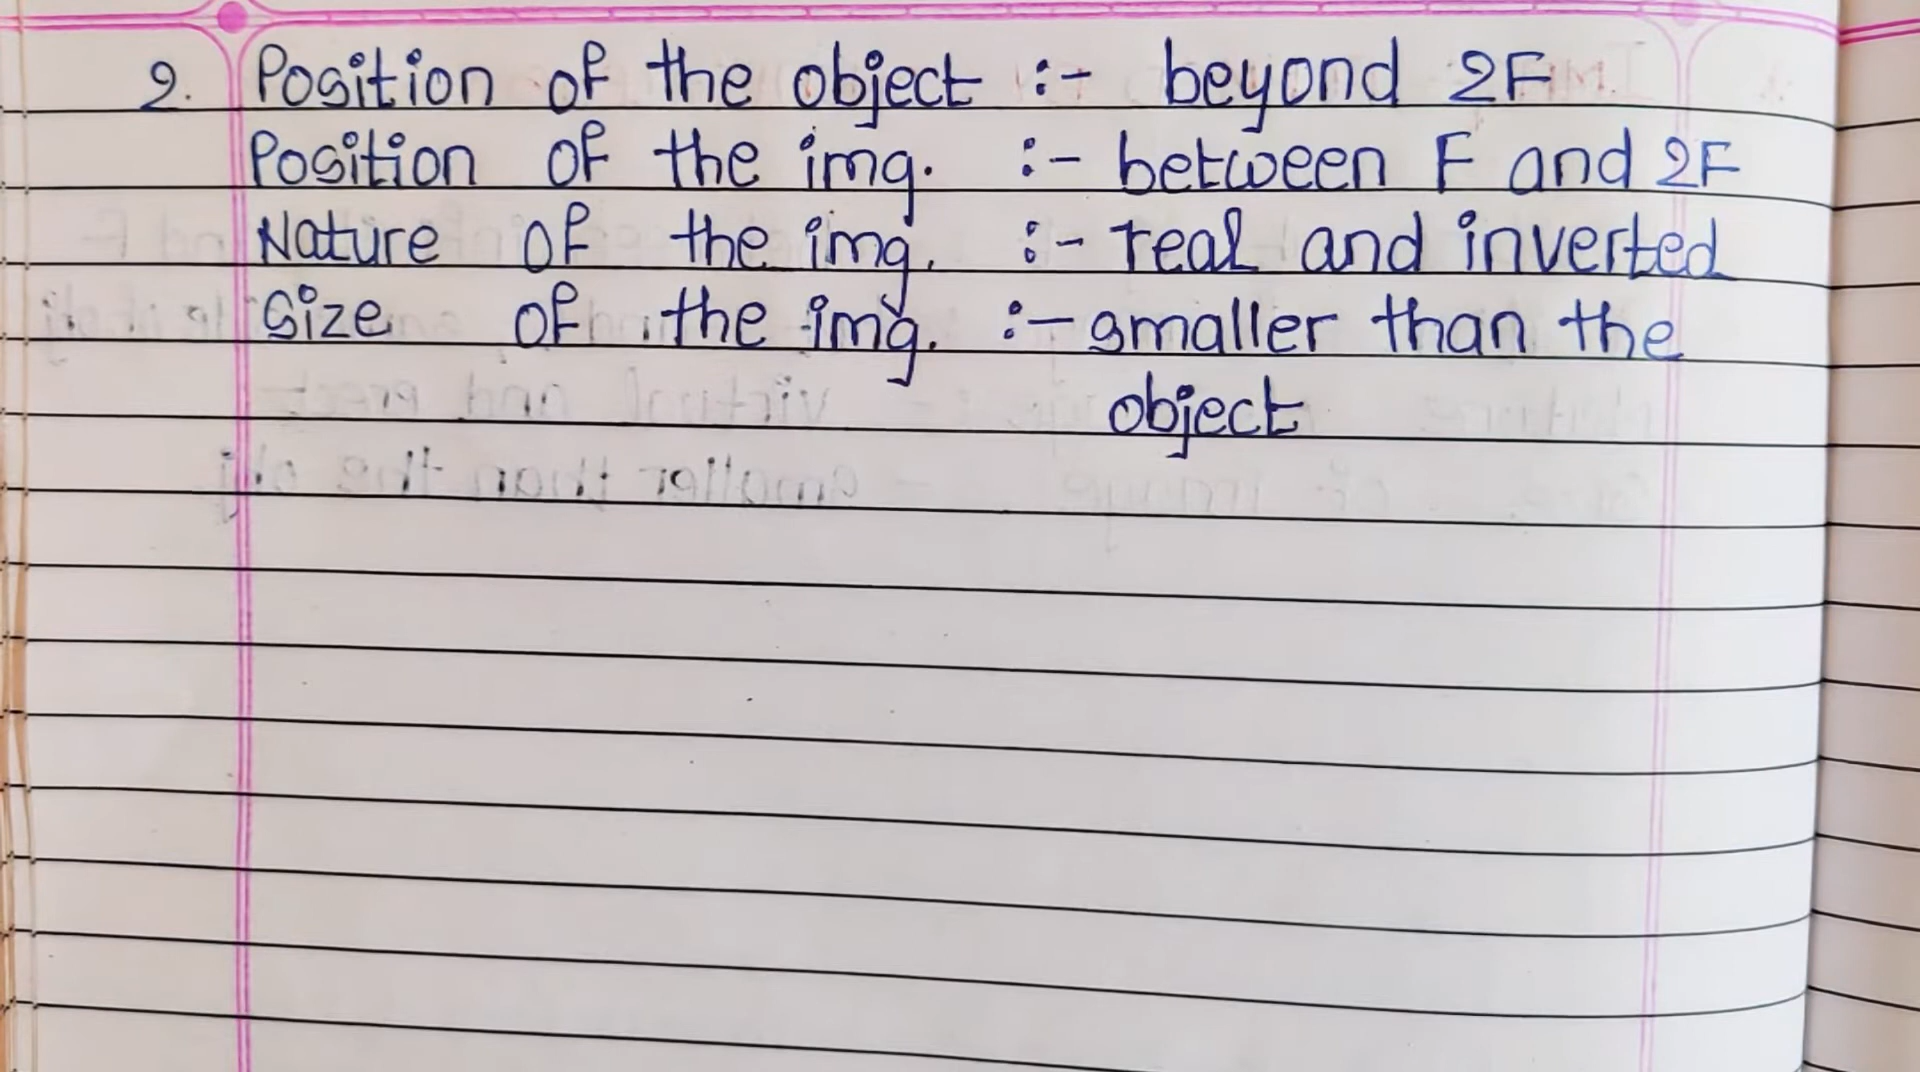 2. Position of the object :- beyond 2F
Position of the img. :- between F and 2F
Nature of the img. :- real and inverted
Size of the img. :- smaller than the
object